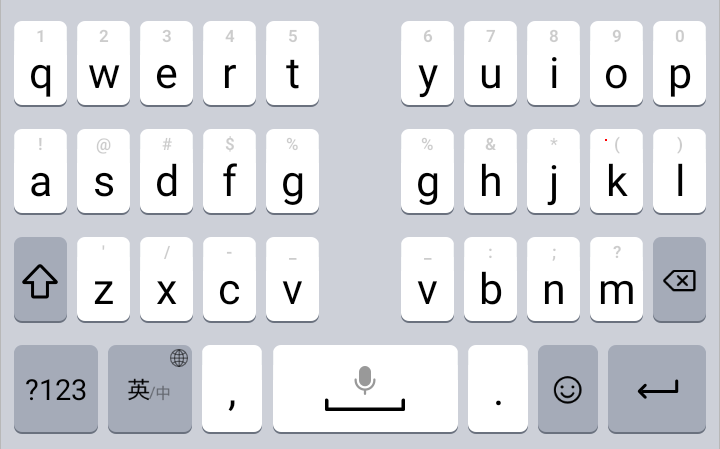 1 2 3 4 5 6 7 8 9 0
q w e r t y u i o p
! @ # $ % % & * ( )
a s d f g g h j k l
' / - _ _ : ; ?
z x c v v b n m
?123 英/中 , .